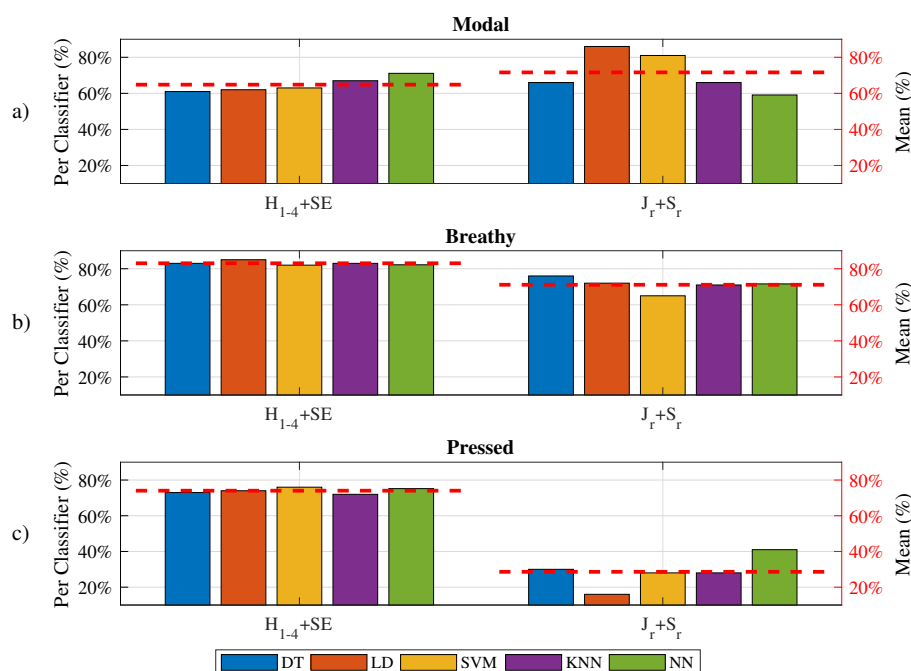 Modal
a)
Per Classifier (%)
80%
60%
40%
20%
80%
60%
40%
20%
Mean (%)
H1-4+SE
Jr+Sr
Breathy
b)
Per Classifier (%)
80%
60%
40%
20%
80%
60%
40%
20%
Mean (%)
H1-4+SE
Jr+Sr
Pressed
c)
Per Classifier (%)
80%
60%
40%
20%
80%
60%
40%
20%
Mean (%)
H1-4+SE
Jr+Sr
DT LD SVM KNN NN